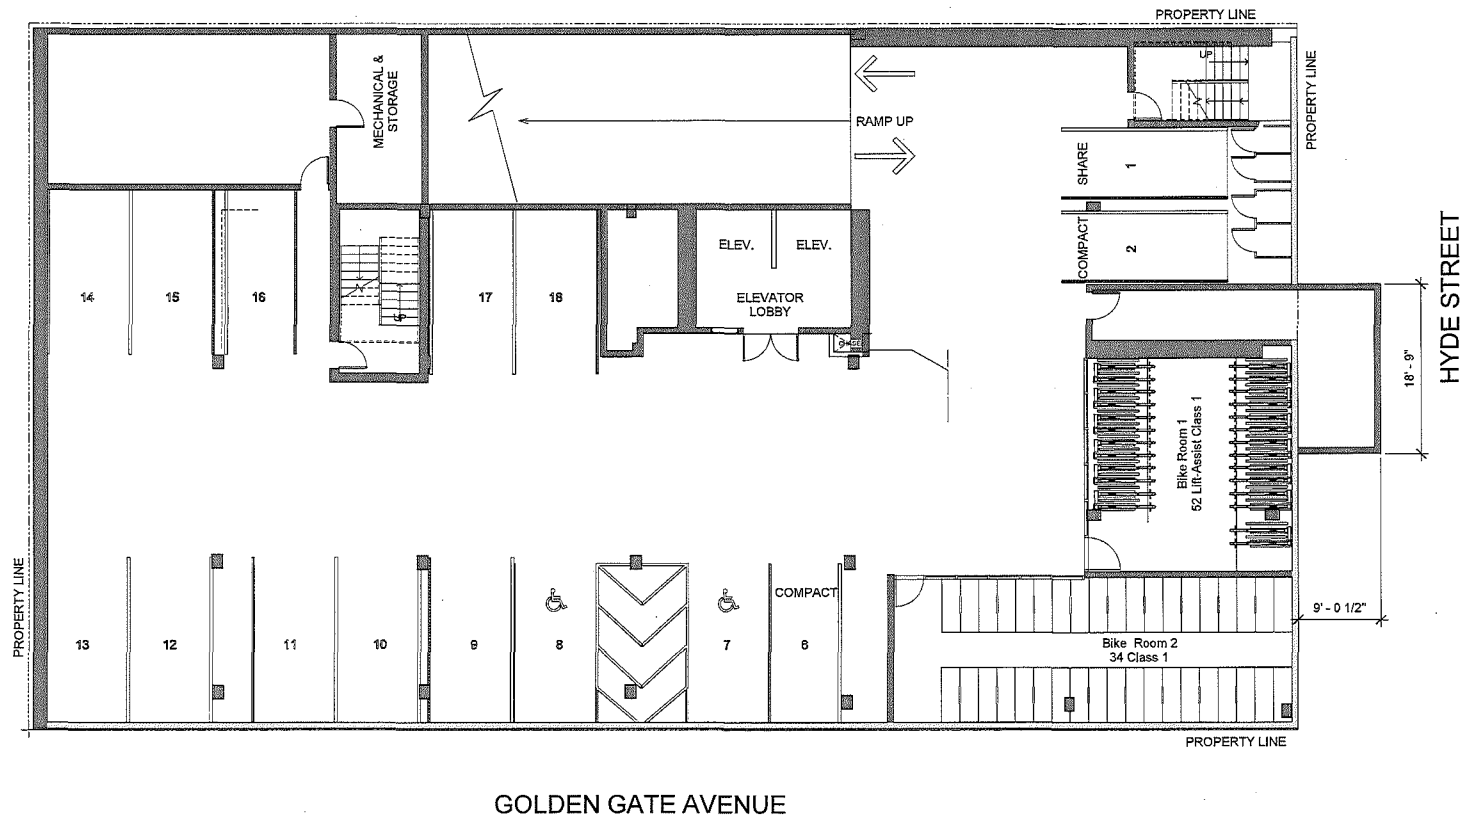 PROPERTY LINE
MECHANICAL &
STORAGE
UP
PROPERTY LINE
RAMP UP
SHARE
1
COMPACT
2
HYDE STREET
ELEV.
ELEV.
14
15
16
UP
17
18
ELEVATOR
LOBBY
18' - 9"
Bike Room 1
52 Lift-Assist Class 1
PROPERTY LINE
COMPACT
9' - 0 1/2"
13
12
11
10
9
8
7
6
Bike Room 2
34 Class 1
PROPERTY LINE
GOLDEN GATE AVENUE